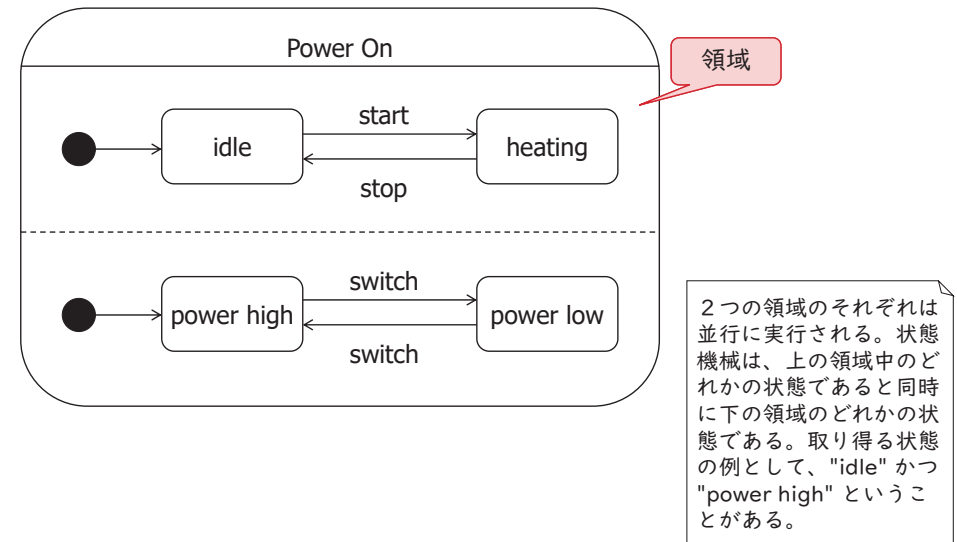 Power On
領域
start
idle
heating
stop
switch
power high
power low
switch
２つの領域のそれぞれは
並行に実行される。状態
機械は、上の領域中のど
れかの状態であると同時
に下の領域のどれかの状
態である。取り得る状態
の例として、"idle" かつ
"power high" というこ
とがある。